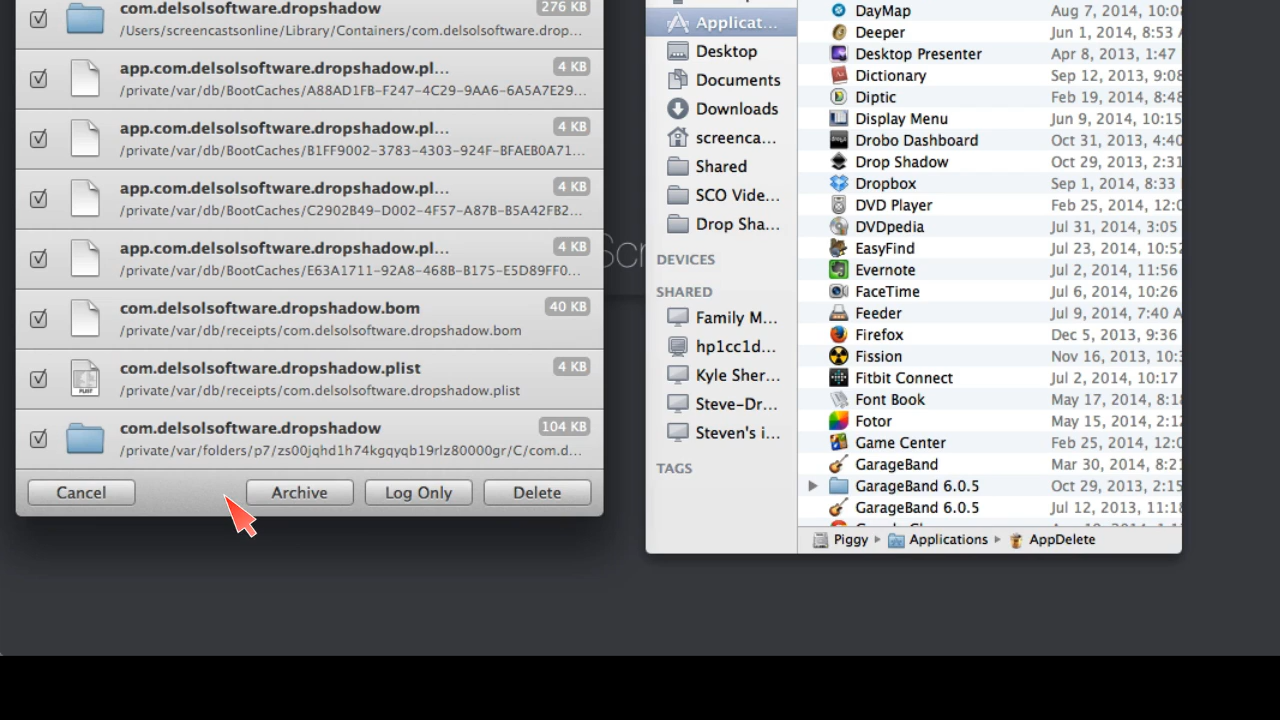 com.delsolsoftware.dropshadow
276 KB
/Users/screencastsonline/Library/Containers/com.delsolsoftware.drop...
app.com.delsolsoftware.dropshadow.pl...
4 KB
/private/var/db/BootCaches/A88AD1FB-F247-4C29-9AA6-6A5A7E29...
app.com.delsolsoftware.dropshadow.pl...
4 KB
/private/var/db/BootCaches/B1FF9002-3783-4303-924F-BFAEB0A71...
app.com.delsolsoftware.dropshadow.pl...
4 KB
/private/var/db/BootCaches/C2902B49-D002-4F57-A87B-B5A42FB2...
app.com.delsolsoftware.dropshadow.pl...
4 KB
/private/var/db/BootCaches/E63A1711-92A8-468B-B175-E5D89FF0...
com.delsolsoftware.dropshadow.bom
40 KB
/private/var/db/receipts/com.delsolsoftware.dropshadow.bom
com.delsolsoftware.dropshadow.plist
4 KB
/private/var/db/receipts/com.delsolsoftware.dropshadow.plist
com.delsolsoftware.dropshadow
104 KB
/private/var/folders/p7/zs00jqhd1h74kgqyqb19rlz80000gr/C/com.d...
Cancel
Archive
Log Only
Delete
Scr
Applicat...
Desktop
Documents
Downloads
screenca...
Shared
SCO Vide...
Drop Sha...
DEVICES
SHARED
Family M...
hp1cc1d...
Kyle Sher...
Steve-Dr...
Steven's i...
TAGS
DayMap Aug 7, 2014, 10:08
Deeper Jun 1, 2014, 8:53 A
Desktop Presenter Apr 8, 2013, 1:47
Dictionary Sep 12, 2013, 9:08
Diptic Feb 19, 2014, 8:48
Display Menu Jun 9, 2014, 10:15
Drobo Dashboard Oct 31, 2013, 4:40
Drop Shadow Oct 29, 2013, 2:31
Dropbox Sep 1, 2014, 8:33
DVD Player Feb 25, 2014, 12:0
DVDpedia Jul 31, 2014, 3:05
EasyFind Jul 23, 2014, 10:52
Evernote Jul 2, 2014, 11:56
FaceTime Jul 6, 2014, 10:26
Feeder Jul 9, 2014, 7:40 A
Firefox Dec 5, 2013, 9:36
Fission Nov 16, 2013, 10:3
Fitbit Connect Jul 2, 2014, 10:17
Font Book May 17, 2014, 8:18
Fotor May 15, 2014, 2:12
Game Center Feb 25, 2014, 12:0
GarageBand Mar 30, 2014, 8:21
GarageBand 6.0.5 Oct 29, 2013, 2:15
GarageBand 6.0.5 Jul 12, 2013, 11:18
Piggy Applications AppDelete